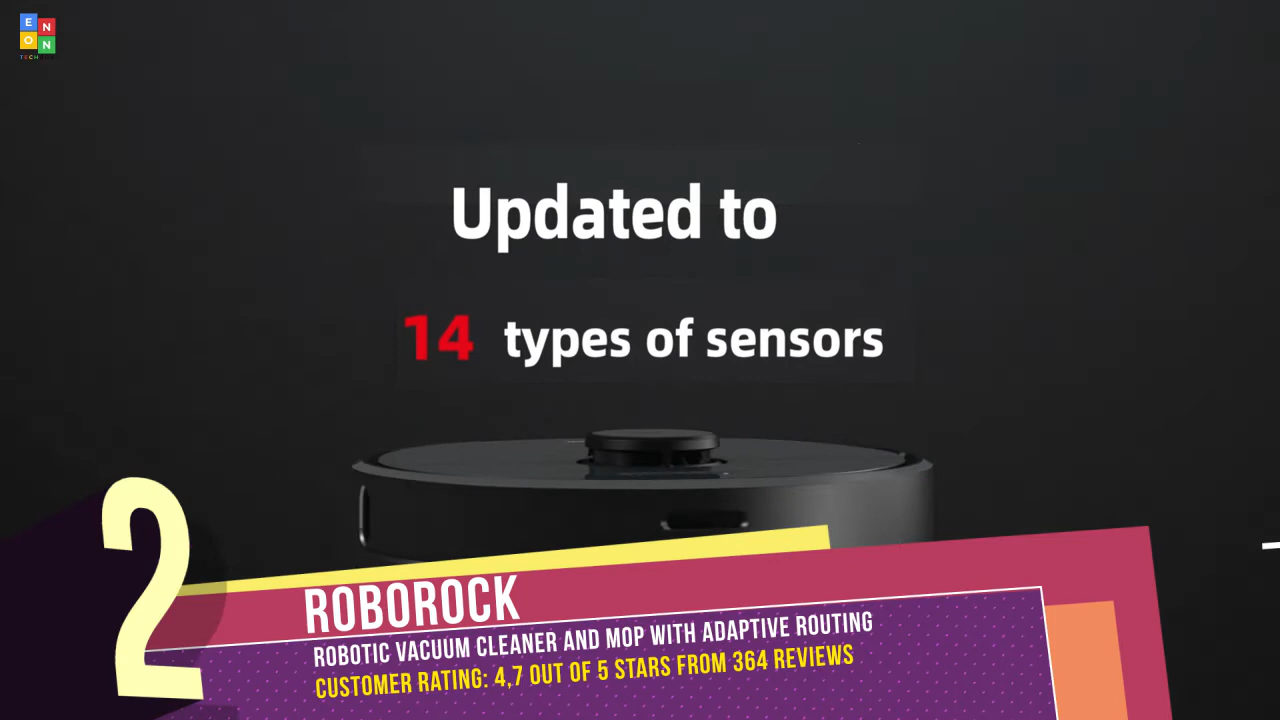 E N
O N
TECH
Updated to
14 types of sensors
2
ROBOROCK
ROBOTIC VACUUM CLEANER AND MOP WITH ADAPTIVE ROUTING
CUSTOMER RATING: 4,7 OUT OF 5 STARS FROM 364 REVIEWS